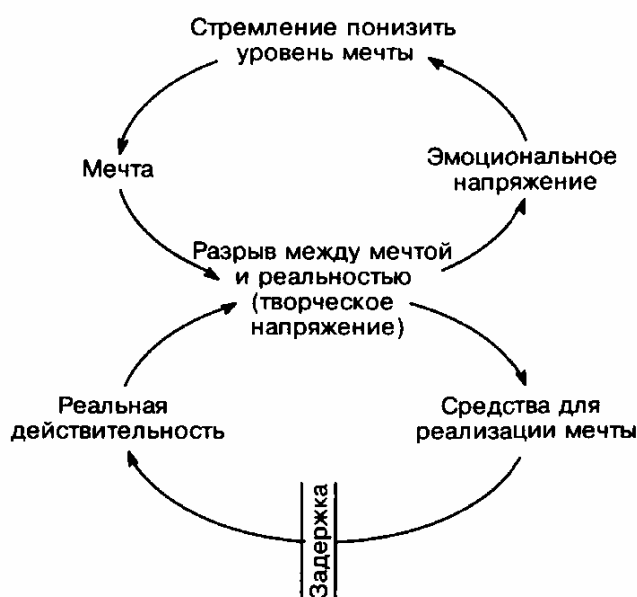 Стремление понизить
уровень мечты
Мечта
Эмоциональное
напряжение
Разрыв между мечтой
и реальностью
(творческое
напряжение)
Реальная
действительность
Средства для
реализации мечты
Задержка